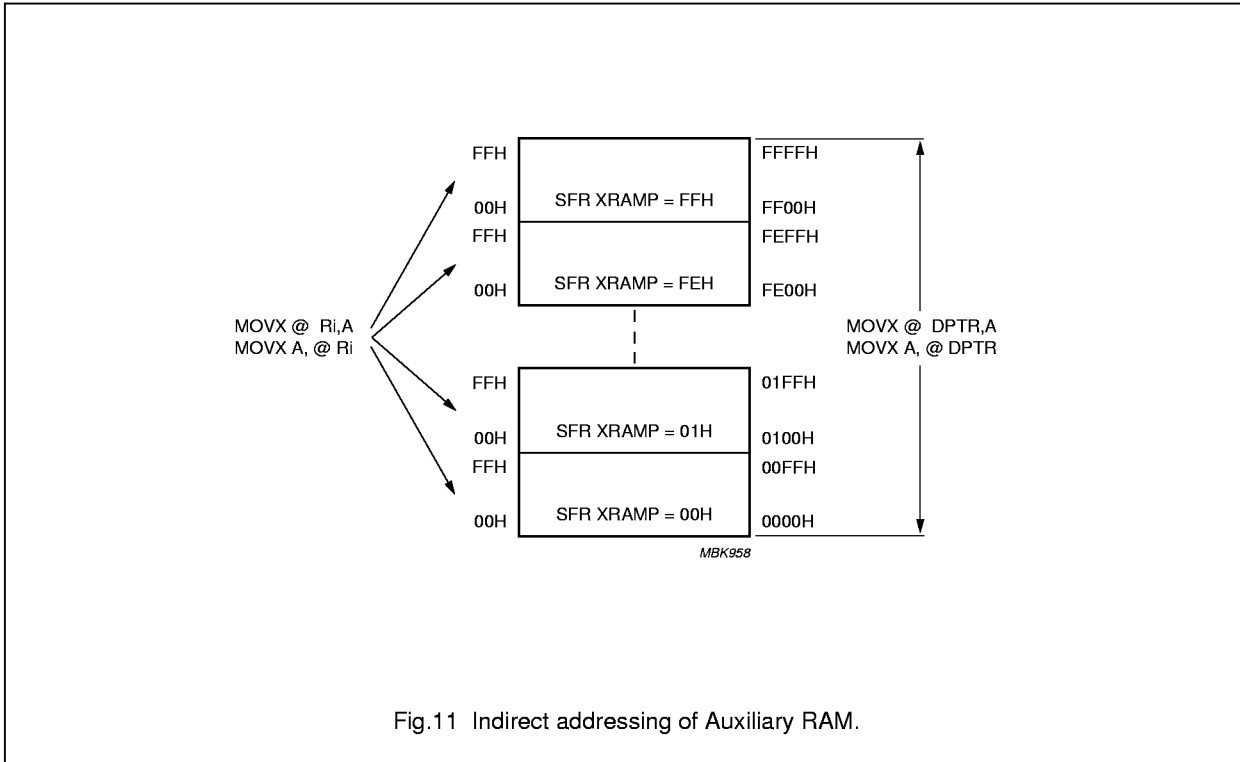 FFH
FFFFH
SFR XRAMP = FFH
00H
FF00H
FFH
FEFFH
SFR XRAMP = FEH
00H
FE00H
MOVX @ Ri,A
MOVX A, @ Ri
MOVX @ DPTR,A
MOVX A, @ DPTR
FFH
01FFH
SFR XRAMP = 01H
00H
0100H
FFH
00FFH
SFR XRAMP = 00H
00H
0000H
MBK958
Fig.11 Indirect addressing of Auxiliary RAM.